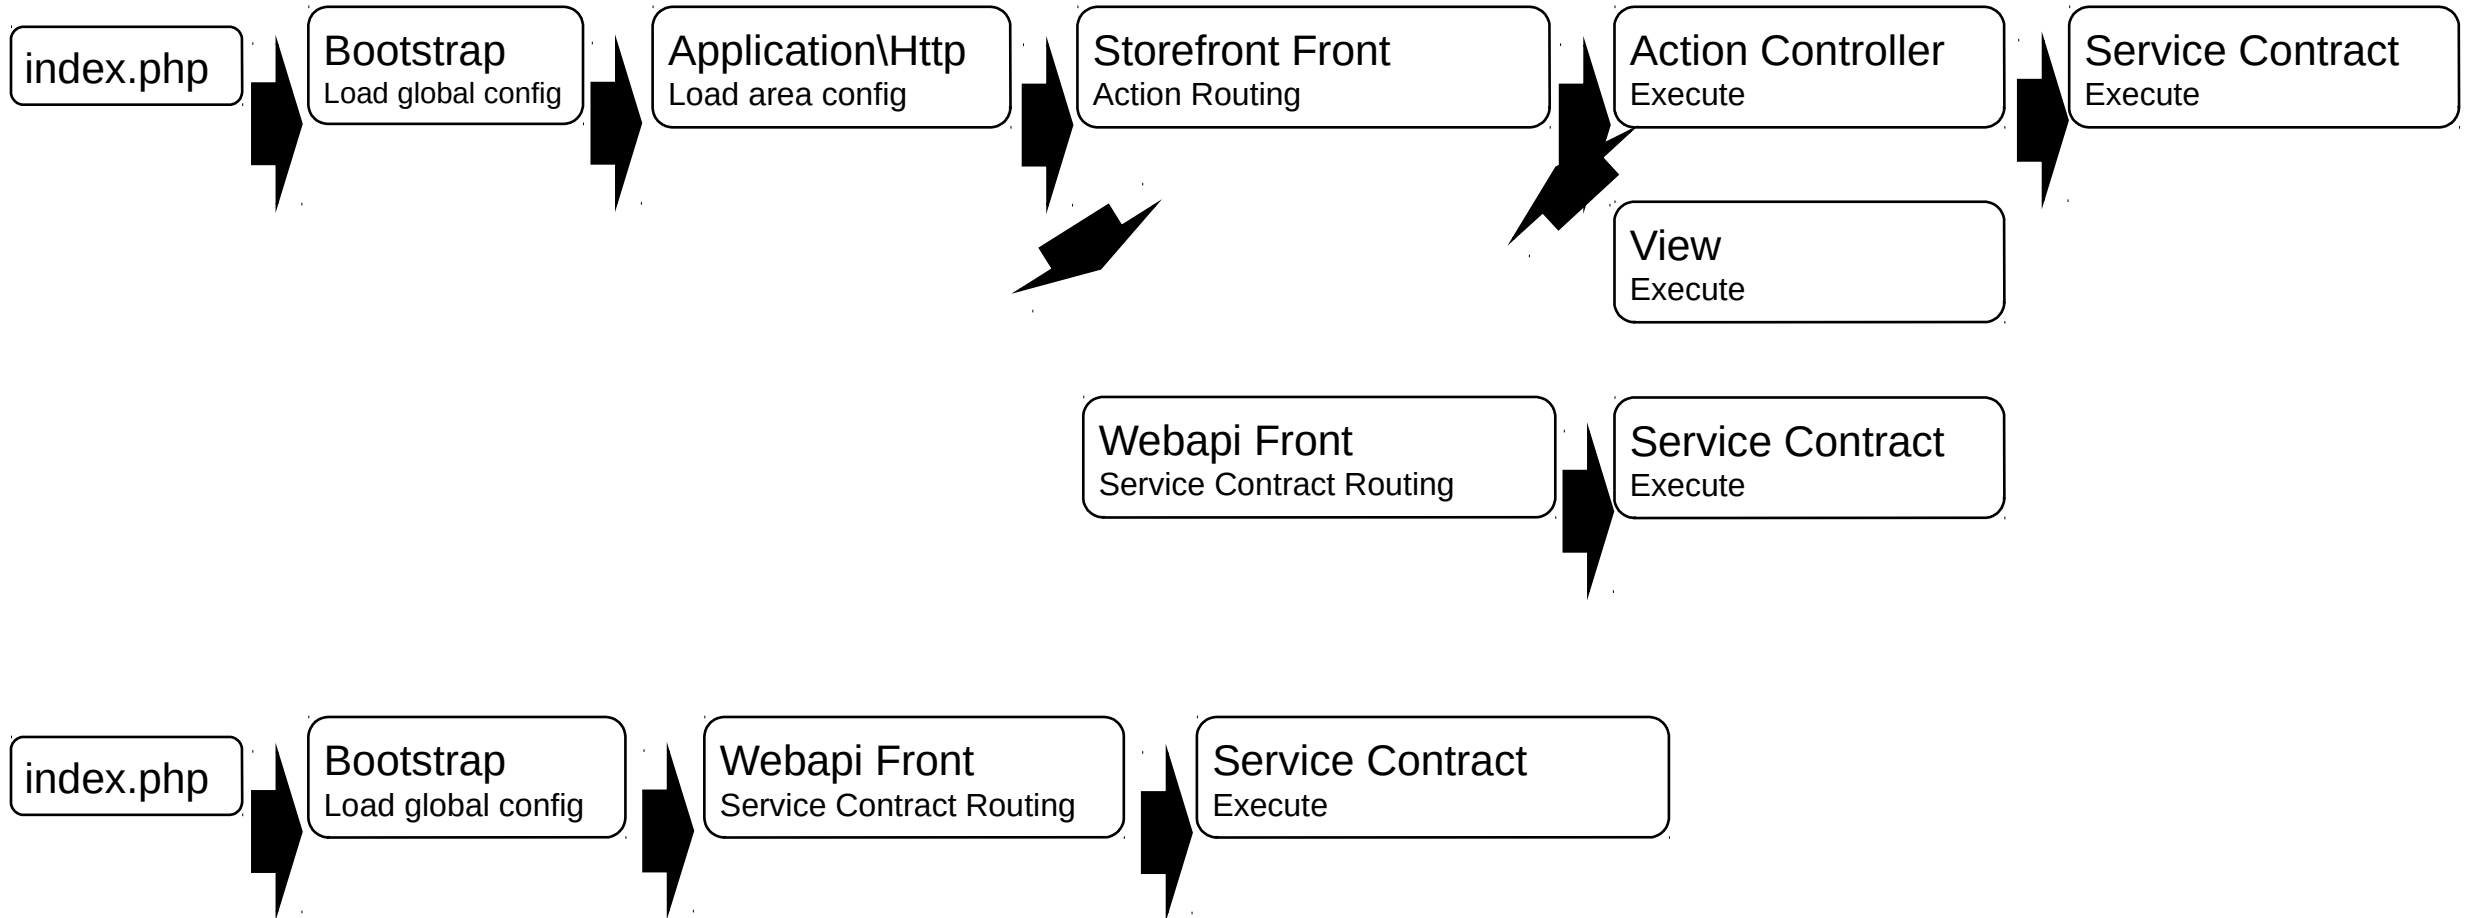 index.php
Bootstrap
Load global config
Application\Http
Load area config
Storefront Front
Action Routing
Action Controller
Execute
Service Contract
Execute
View
Execute
Webapi Front
Service Contract Routing
Service Contract
Execute
index.php
Bootstrap
Load global config
Webapi Front
Service Contract Routing
Service Contract
Execute